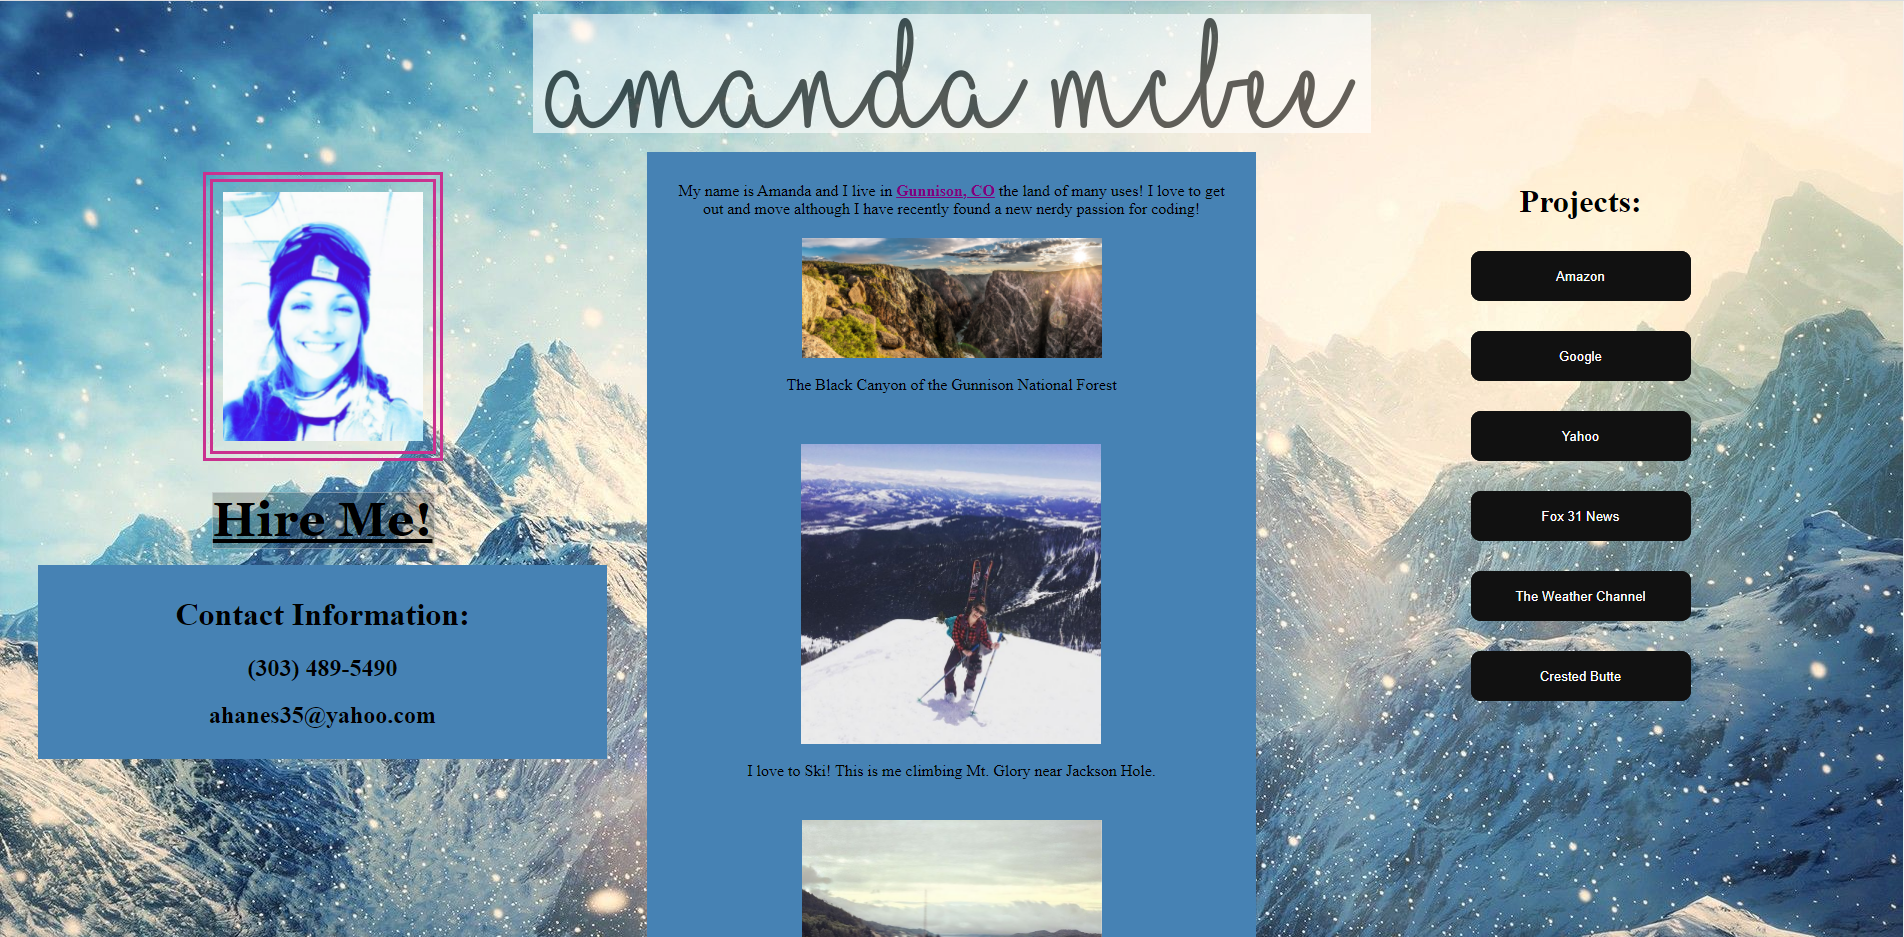 amanda mcbee
Hire Me!
Contact Information:
(303) 489-5490
ahanes35@yahoo.com
My name is Amanda and I live in Gunnison, CO the land of many uses! I love to get
out and move although I have recently found a new nerdy passion for coding!
The Black Canyon of the Gunnison National Forest
I love to Ski! This is me climbing Mt. Glory near Jackson Hole.
Projects:
Amazon
Google
Yahoo
Fox 31 News
The Weather Channel
Crested Butte